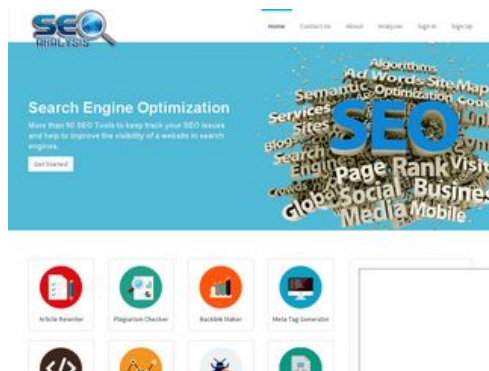 SEO
ANALYSIS
Home Contact Us About Analyzer Sign In Sign Up
Search Engine Optimization
More than 50 SEO Tools to keep track your SEO issues
and help to improve the visibility of a website in search
engines.
Get Started
Algorithms
Ad Words Site Map
Semantic Optimization Code
Services
Sites
SEO
Blog
Search
Engin
Page Rank
Global Social Busines
Media Mobile
Article Rewriter
Plagiarism Checker
Backlink Maker
Meta Tag Generator